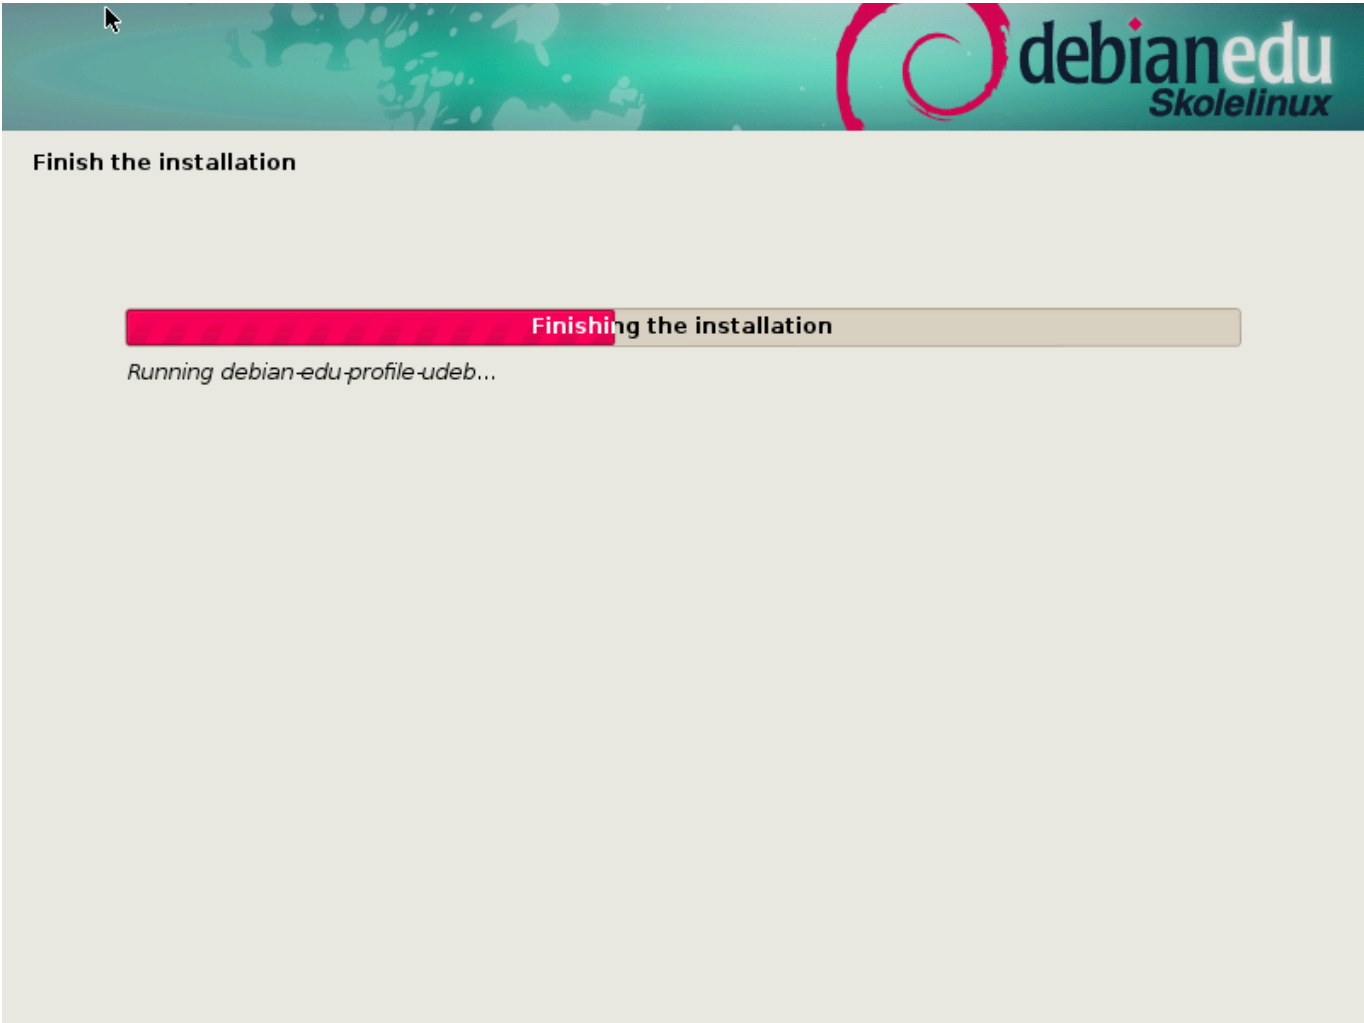 debianedu
Skolelinux
Finish the installation
Finishing the installation
Running debian-edu-profile-udeb...